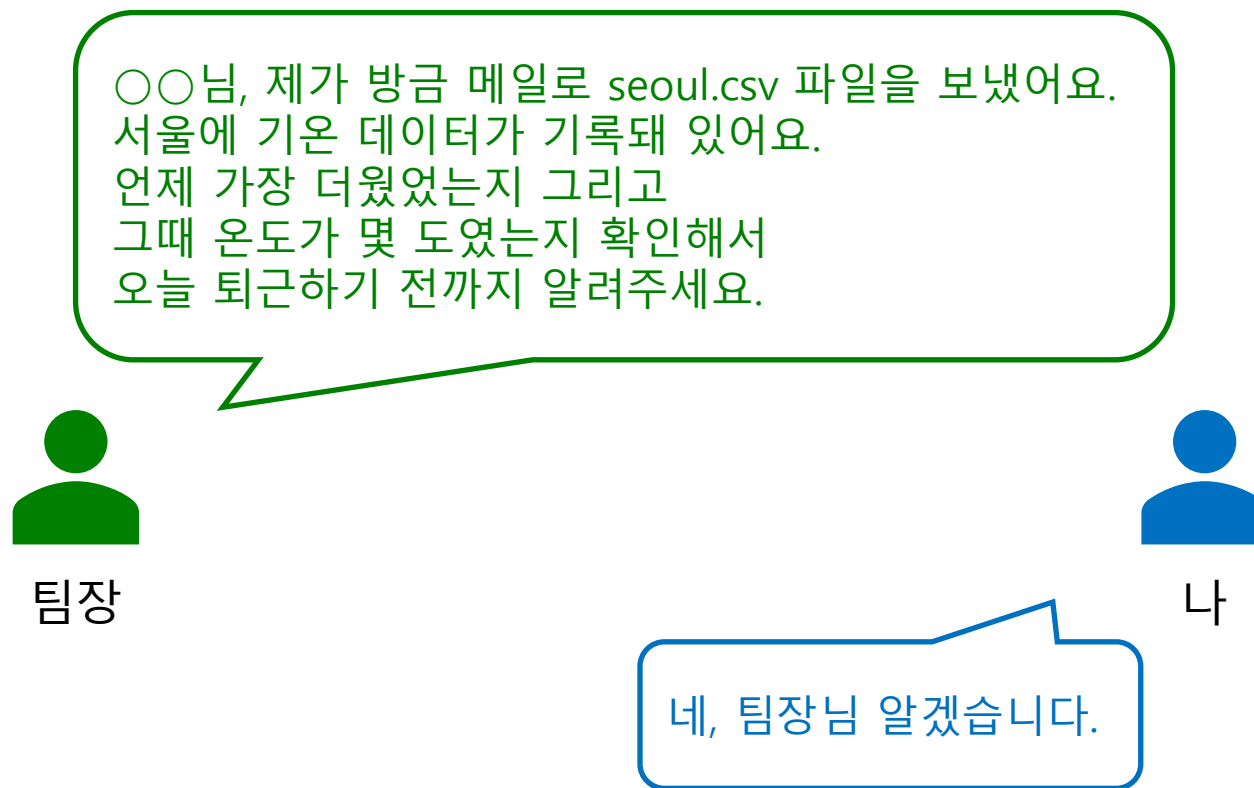 ○○님, 제가 방금 메일로 seoul.csv 파일을 보냈어요.
서울에 기온 데이터가 기록돼 있어요.
언제 가장 더웠었는지 그리고
그때 온도가 몇 도였는지 확인해서
오늘 퇴근하기 전까지 알려주세요.
팀장
나
네, 팀장님 알겠습니다.